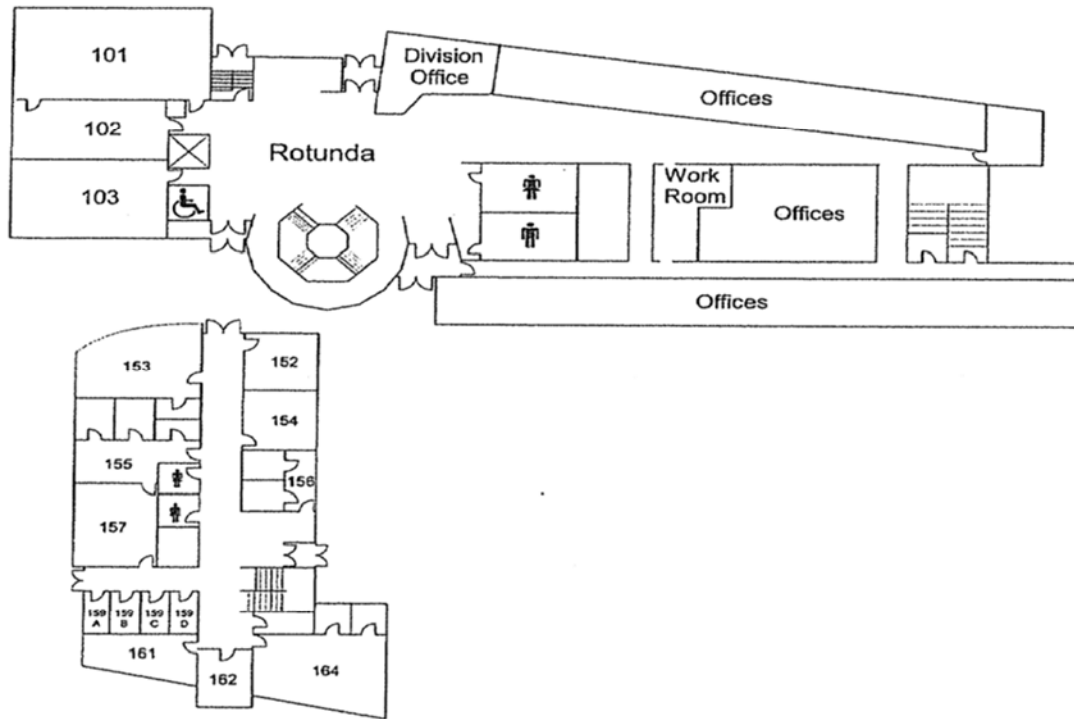 101
Division
Office
Offices
102
Rotunda
103
Work
Room
Offices
Offices
153
152
154
155
156
157
159
A
159
B
159
C
159
D
161
162
164